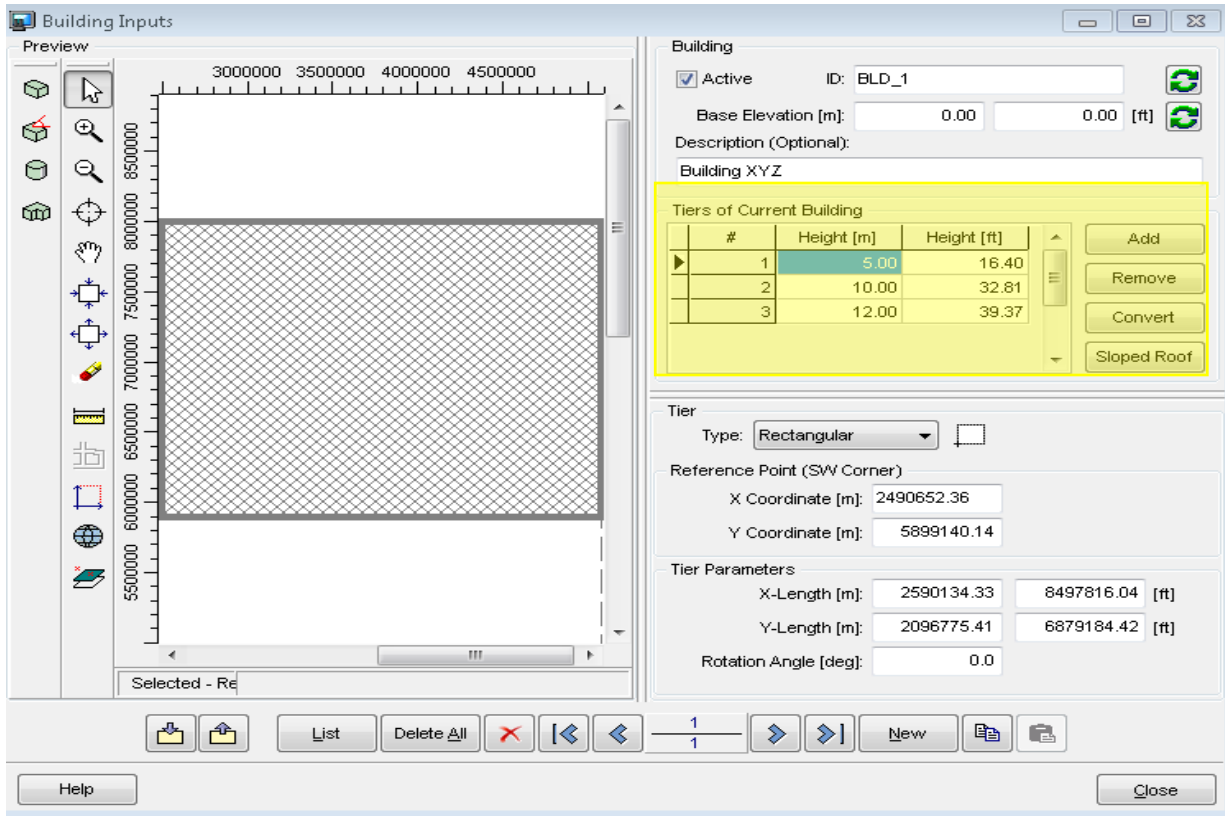 Building Inputs
Preview
3000000 3500000 4000000 4500000
8500000
8000000
7500000
7000000
6500000
6000000
5500000
Selected - Re
Building
Active ID: BLD_1
Base Elevation [m]: 0.00 0.00 [ft]
Description (Optional):
Building XYZ
Tiers of Current Building
# Height [m] Height [ft]
1 5.00 16.40
2 10.00 32.81
3 12.00 39.37
Add
Remove
Convert
Sloped Roof
Tier
Type: Rectangular
Reference Point (SW Corner)
X Coordinate [m]: 2490652.36
Y Coordinate [m]: 5899140.14
Tier Parameters
X-Length [m]: 2590134.33 8497816.04 [ft]
Y-Length [m]: 2096775.41 6879184.42 [ft]
Rotation Angle [deg]: 0.0
List Delete All 1 New
1
Help Close